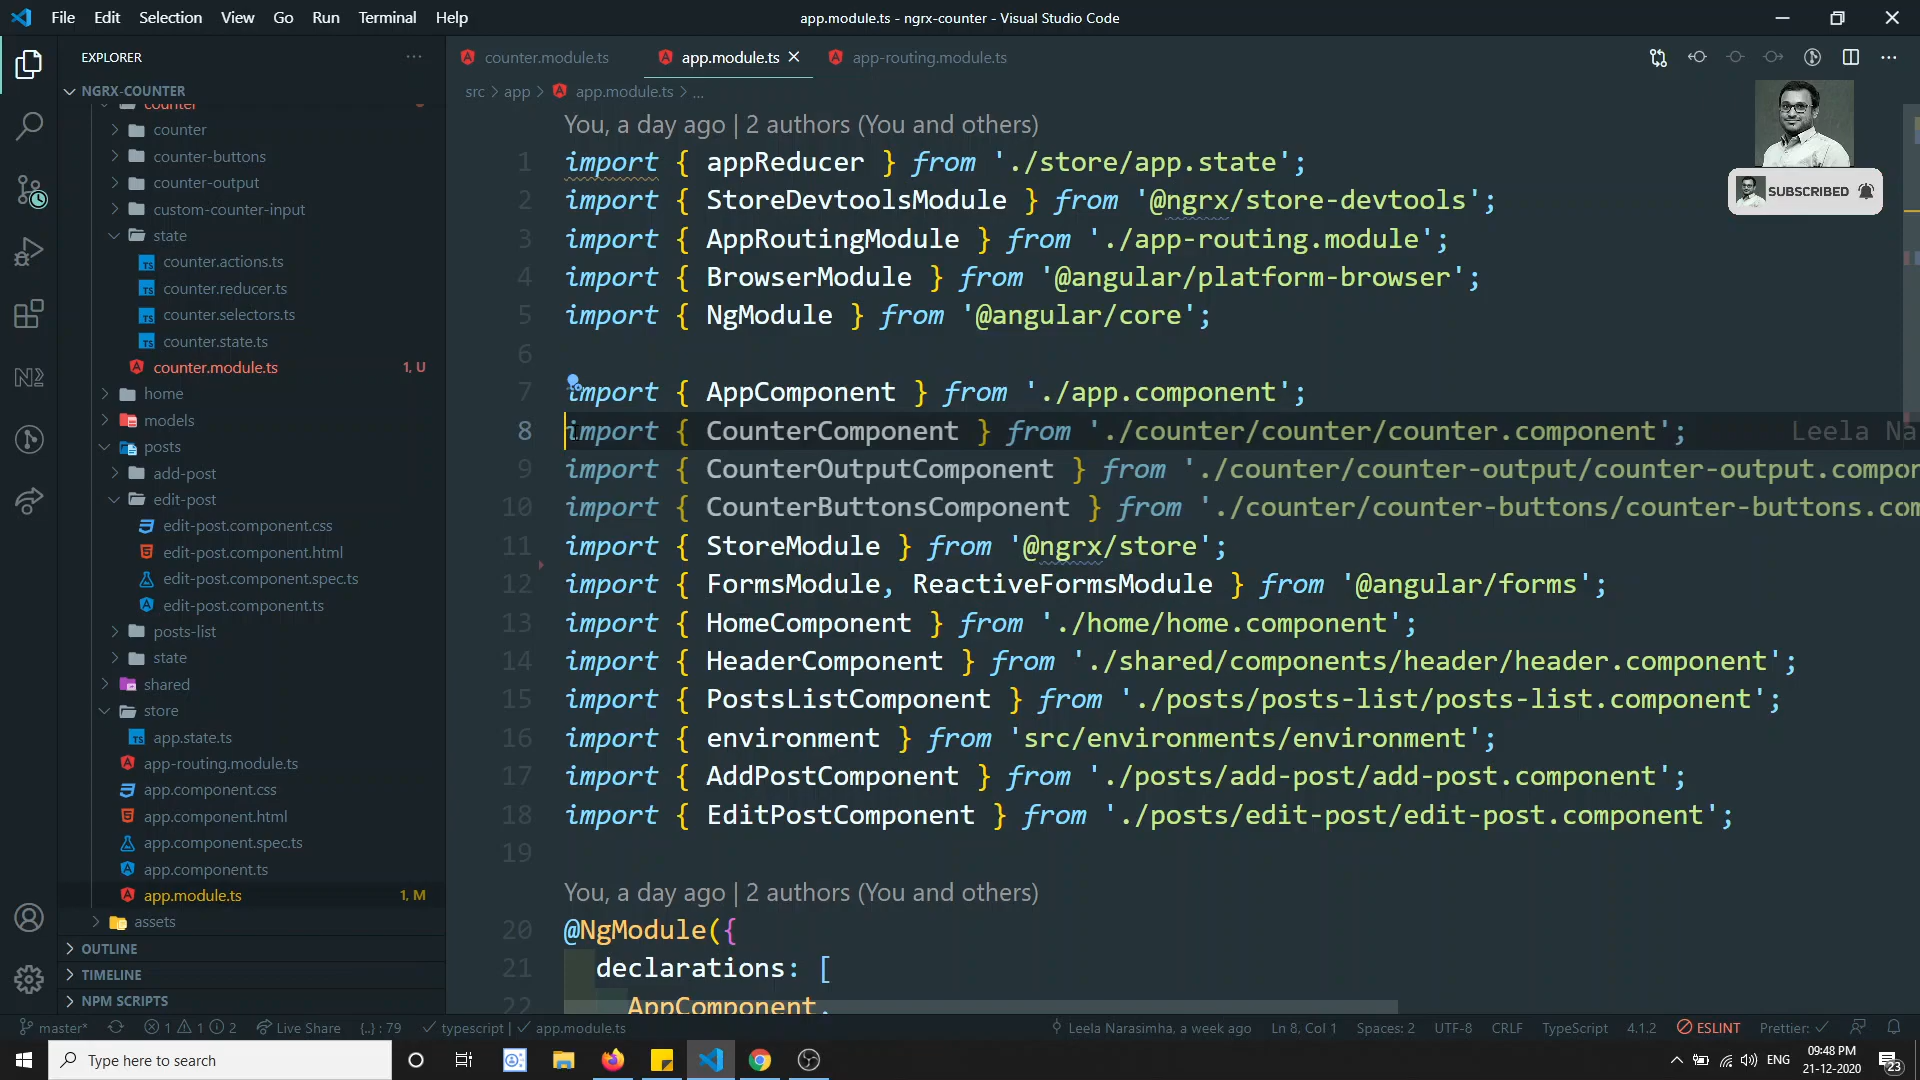 File Edit Selection View Go Run Terminal Help
app.module.ts - ngrx-counter - Visual Studio Code
EXPLORER
NGRX-COUNTER
counter
counter
counter-buttons
counter-output
custom-counter-input
state
counter.actions.ts
counter.reducer.ts
counter.selectors.ts
counter.state.ts
counter.module.ts 1, U
home
models
posts
add-post
edit-post
edit-post.component.css
edit-post.component.html
edit-post.component.spec.ts
edit-post.component.ts
posts-list
state
shared
store
app.state.ts
app-routing.module.ts
app.component.css
app.component.html
app.component.spec.ts
app.component.ts
app.module.ts 1, M
assets
OUTLINE
TIMELINE
NPM SCRIPTS
counter.module.ts app.module.ts app-routing.module.ts
src > app > app.module.ts > ...
SUBSCRIBED
You, a day ago | 2 authors (You and others)
1 import { appReducer } from './store/app.state';
2 import { StoreDevtoolsModule } from '@ngrx/store-devtools';
3 import { AppRoutingModule } from './app-routing.module';
4 import { BrowserModule } from '@angular/platform-browser';
5 import { NgModule } from '@angular/core';
6
7 import { AppComponent } from './app.component';
8 import { CounterComponent } from './counter/counter/counter.component'; Leela Na
9 import { CounterOutputComponent } from './counter/counter-output/counter-output.compon
10 import { CounterButtonsComponent } from './counter/counter-buttons/counter-buttons.com
11 import { StoreModule } from '@ngrx/store';
12 import { FormsModule, ReactiveFormsModule } from '@angular/forms';
13 import { HomeComponent } from './home/home.component';
14 import { HeaderComponent } from './shared/components/header/header.component';
15 import { PostsListComponent } from './posts/posts-list/posts-list.component';
16 import { environment } from 'src/environments/environment';
17 import { AddPostComponent } from './posts/add-post/add-post.component';
18 import { EditPostComponent } from './posts/edit-post/edit-post.component';
19
You, a day ago | 2 authors (You and others)
20 @NgModule({
21 declarations: [
22 AppComponent,
master* 1 1 2 Live Share {..} : 79 typescript | app.module.ts Leela Narasimha, a week ago Ln 8, Col 1 Spaces: 2 UTF-8 CRLF TypeScript 4.1.2 ESLINT Prettier:
Type here to search
ENG
09:48 PM
21-12-2020
23